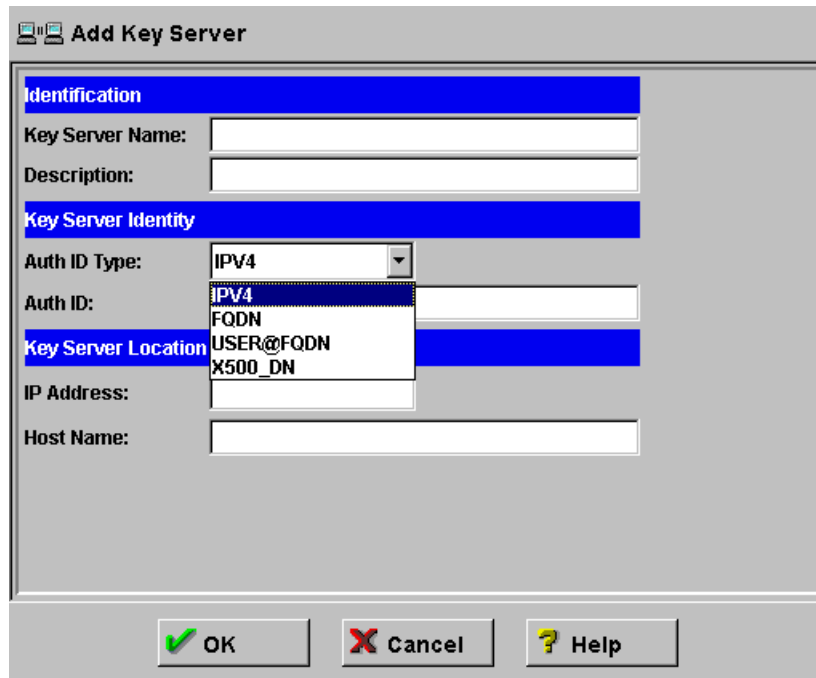 Add Key Server
Identification
Key Server Name:
Description:
Key Server Identity
Auth ID Type: IPV4
Auth ID:
IPV4
FQDN
USER@FQDN
X500_DN
Key Server Location
IP Address:
Host Name:
OK
Cancel
Help